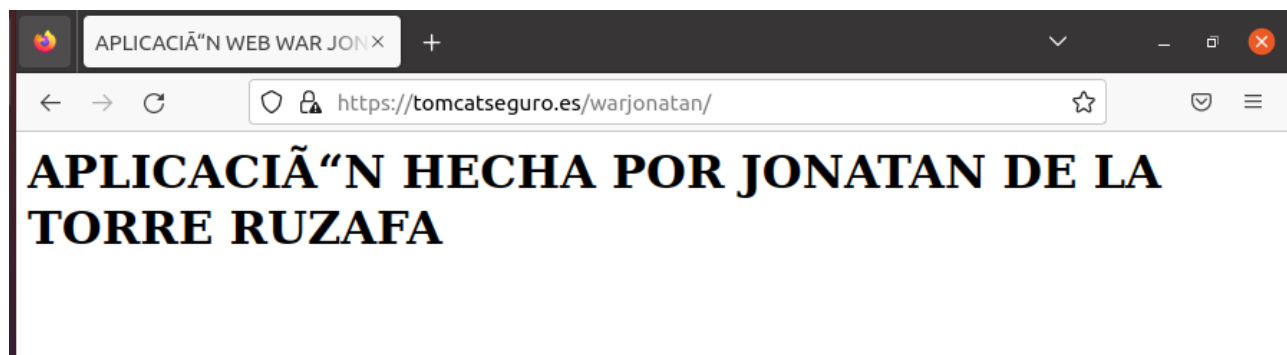 APLICACIÃ“N WEB WAR JON
https://tomcatseguro.es/warjonatan/
APLICACIÃ“N HECHA POR JONATAN DE LA
TORRE RUZAFA